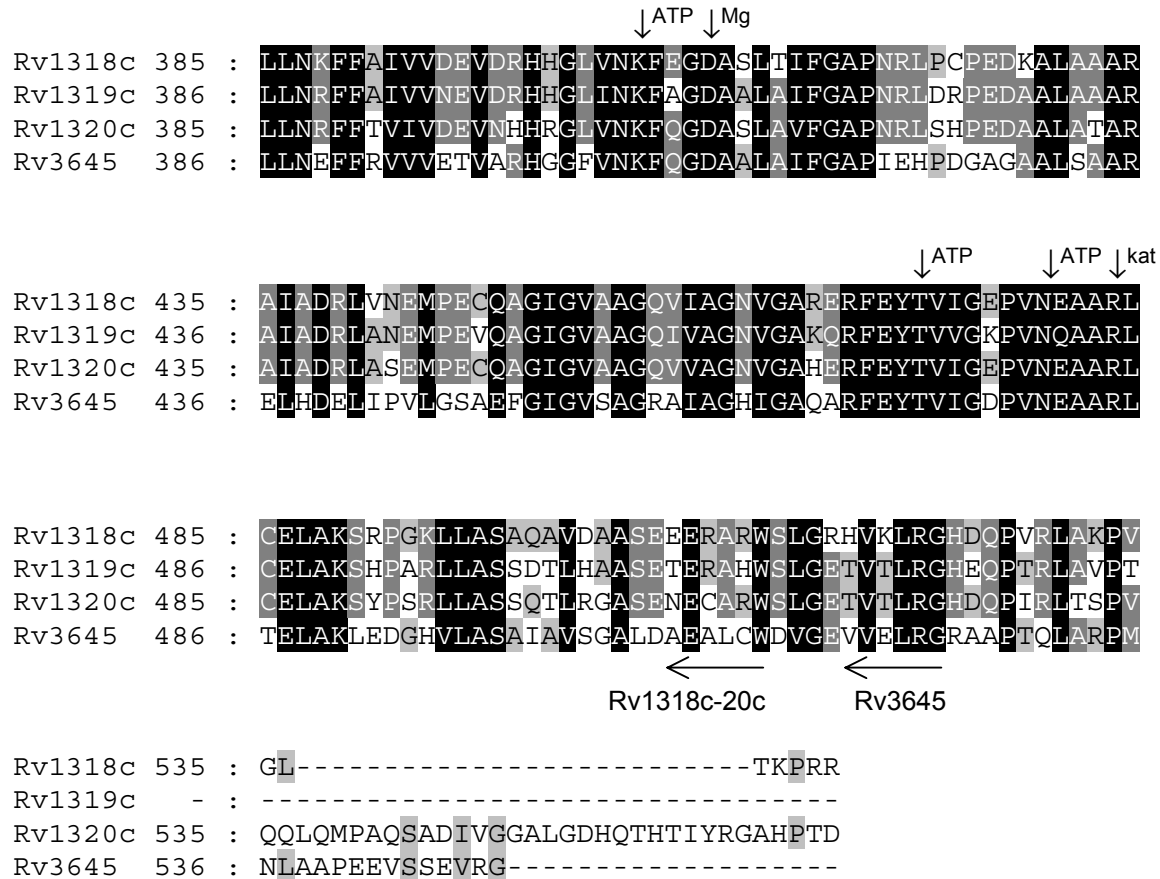 ↓ATP ↓Mg
Rv1318c 385 : LLNKFFAIVVDEVDRHHGLVNKFEGDASLTIFGAPNRLPCPEDKALAAAR
Rv1319c 386 : LLNRFFAIVVNEVDRHHGLINKFAGDAALAIFGAPNRLDRPEDAALAAAR
Rv1320c 385 : LLNRFFTVIVDEVNHHRGLVNKFQGDASLAVFGAPNRLSHPEDAALATAR
Rv3645 386 : LLNEFFRVVVETVARHGGFVNKFQGDAALAIFGAPIEHPDGAGAALSAAR
↓ATP ↓ATP ↓kat
Rv1318c 435 : AIADRLVNEMPECQAGIGVAAGQVIAGNVGARERFEYTVIGEPVNEAARL
Rv1319c 436 : AIADRLANEMPEVQAGIGVAAGQIVAGNVGAKQRFEYTVVGKPVNQAARL
Rv1320c 435 : AIADRLASEMPECQAGIGVAAGQVVAGNVGAHERFEYTVIGEPVNEAARL
Rv3645 436 : ELHDELIPVLGSAEFGIGVSAGRAIAGHIGAQARFEYTVIGDPVNEAARL
Rv1318c 485 : CELAKSRPGKLLASAQAVDAASEEERARWSLGRHVKLRGHDQPVRLAKPV
Rv1319c 486 : CELAKSHPARLLASSDTLHAASETERAHWSLGETVTLRGHEQPTRLAVPT
Rv1320c 485 : CELAKSYPSRLLASSQTLRGASENECARWSLGETVTLRGHDQPIRLTSPV
Rv3645 486 : TELAKLEDGHVLASAIAVSGALDAEALCWDVGEVVELRGRAAPTQLARPM
Rv1318c-20c Rv3645
Rv1318c 535 : GL--------------------------TKPRR
Rv1319c - : ---------------------------------
Rv1320c 535 : QQLQMPAQSADIVGGALGDHQTHTIYRGAHPTD
Rv3645 536 : NLAAPEEVSSEVRG-------------------